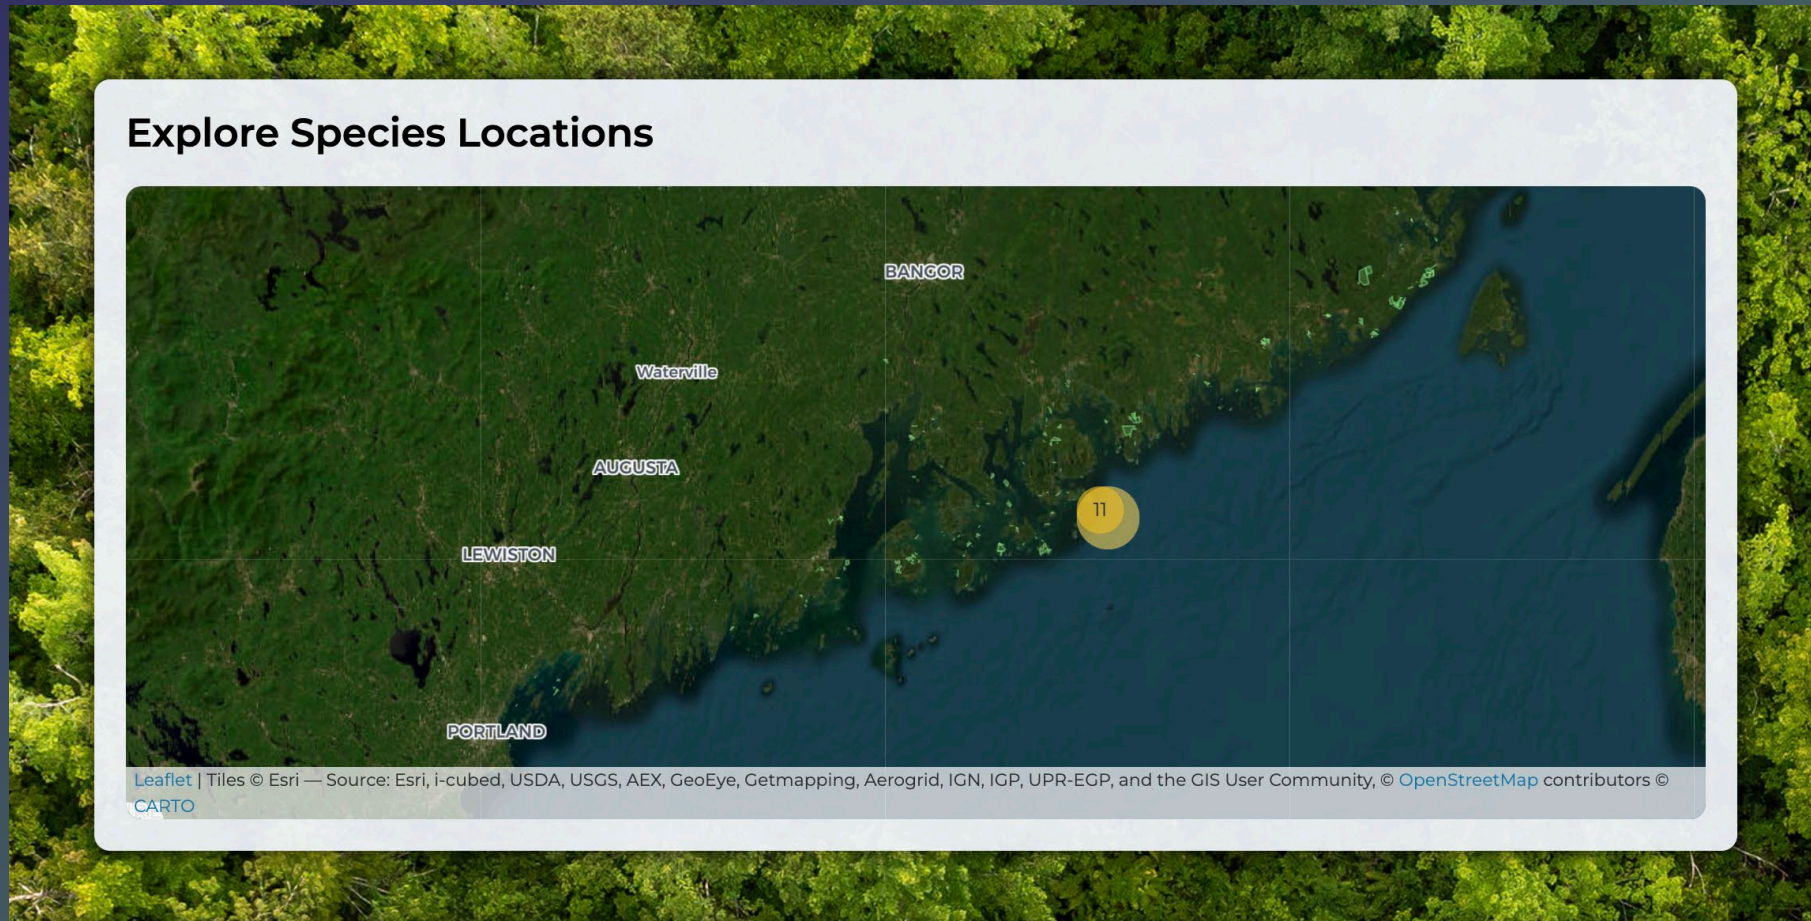 Explore Species Locations
BANGOR
Waterville
AUGUSTA
11
LEWISTON
PORTLAND
Leaflet | Tiles © Esri — Source: Esri, i-cubed, USDA, USGS, AEX, GeoEye, Getmapping, Aerogrid, IGN, IGP, UPR-EGP, and the GIS User Community, © OpenStreetMap contributors ©
CARTO